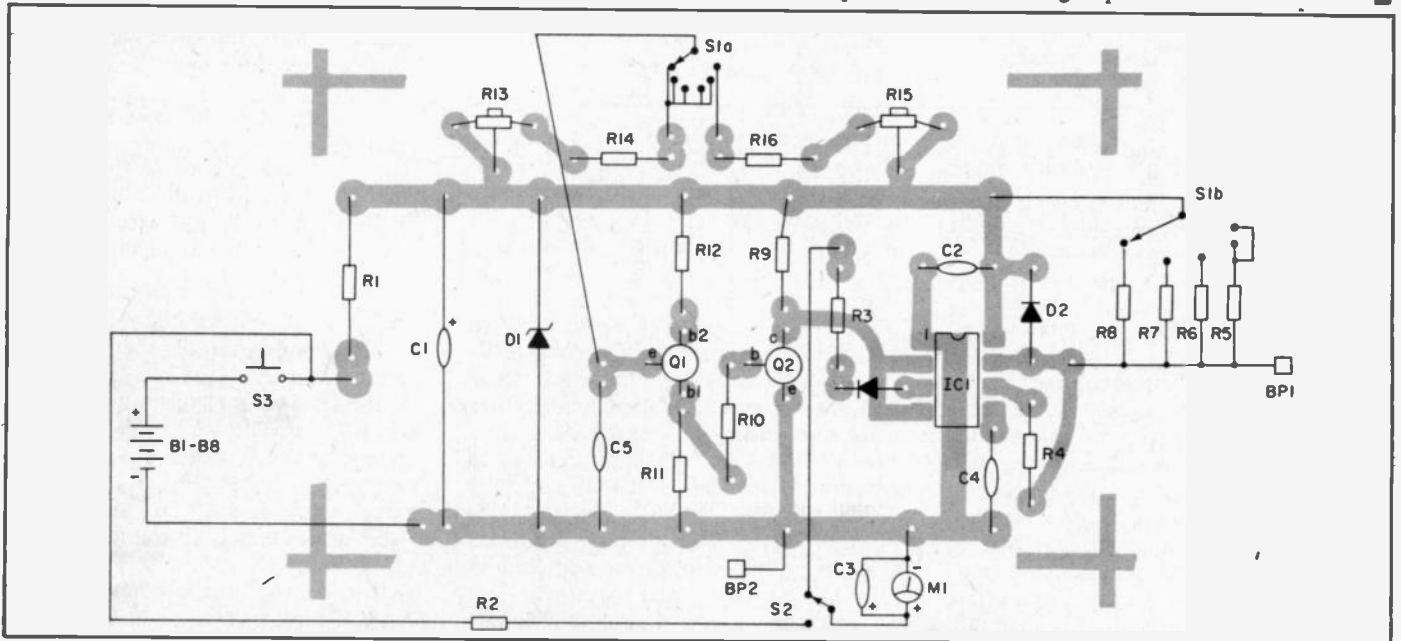 S1a
R13
R15
R14
R16
S1b
R12
R9
C2
R1
R3
D2
C1
+
D1
b2
1
R8
R7
R6
R5
e
Q1
b
c
Q2
IC1
BP1
S3
b1
e
+
B1-B8
-
C5
R10
R11
C4
R4
BP2
C3
-
M1
+
+
R2
S2